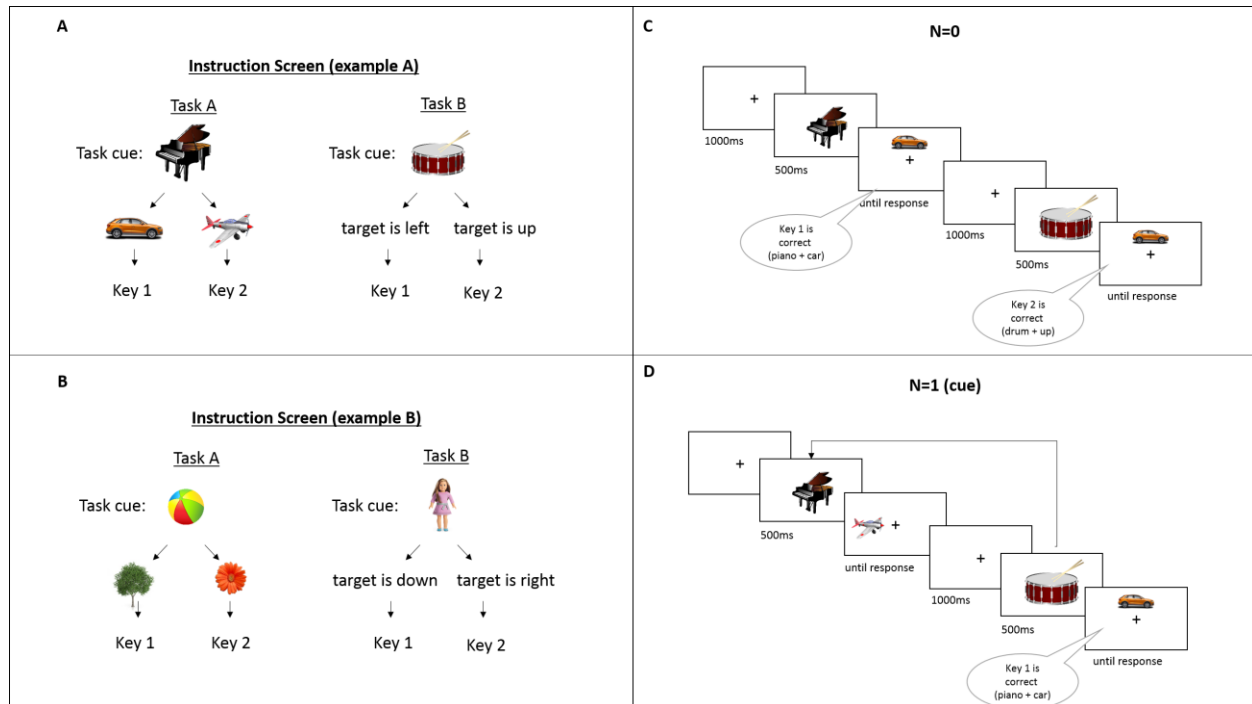 A
Instruction Screen (example A)
Task A
Task B
Task cue:
Task cue:
target is left
target is up
Key 1
Key 2
Key 1
Key 2
B
Instruction Screen (example B)
Task A
Task B
Task cue:
Task cue:
target is down
target is right
Key 1
Key 2
Key 1
Key 2
C
N=0
+
1000ms
500ms
+
until response
Key 1 is
correct
(piano + car)
+
1000ms
500ms
+
until response
Key 2 is
correct
(drum + up)
D
N=1 (cue)
+
500ms
+
until response
+
1000ms
500ms
+
until response
Key 1 is
correct
(piano + car)